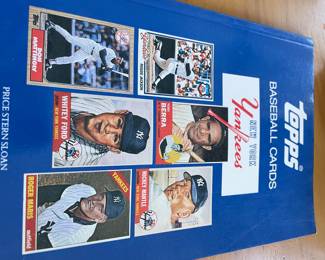 topps
BASEBALL CARDS
NEW YORK
Yankees
DON MATTINGLY
BERRA
WHITEY FORD
MICKEY MANTLE
ROGER MARIS
YANKEES
outfield
PRICE STERN SLOAN